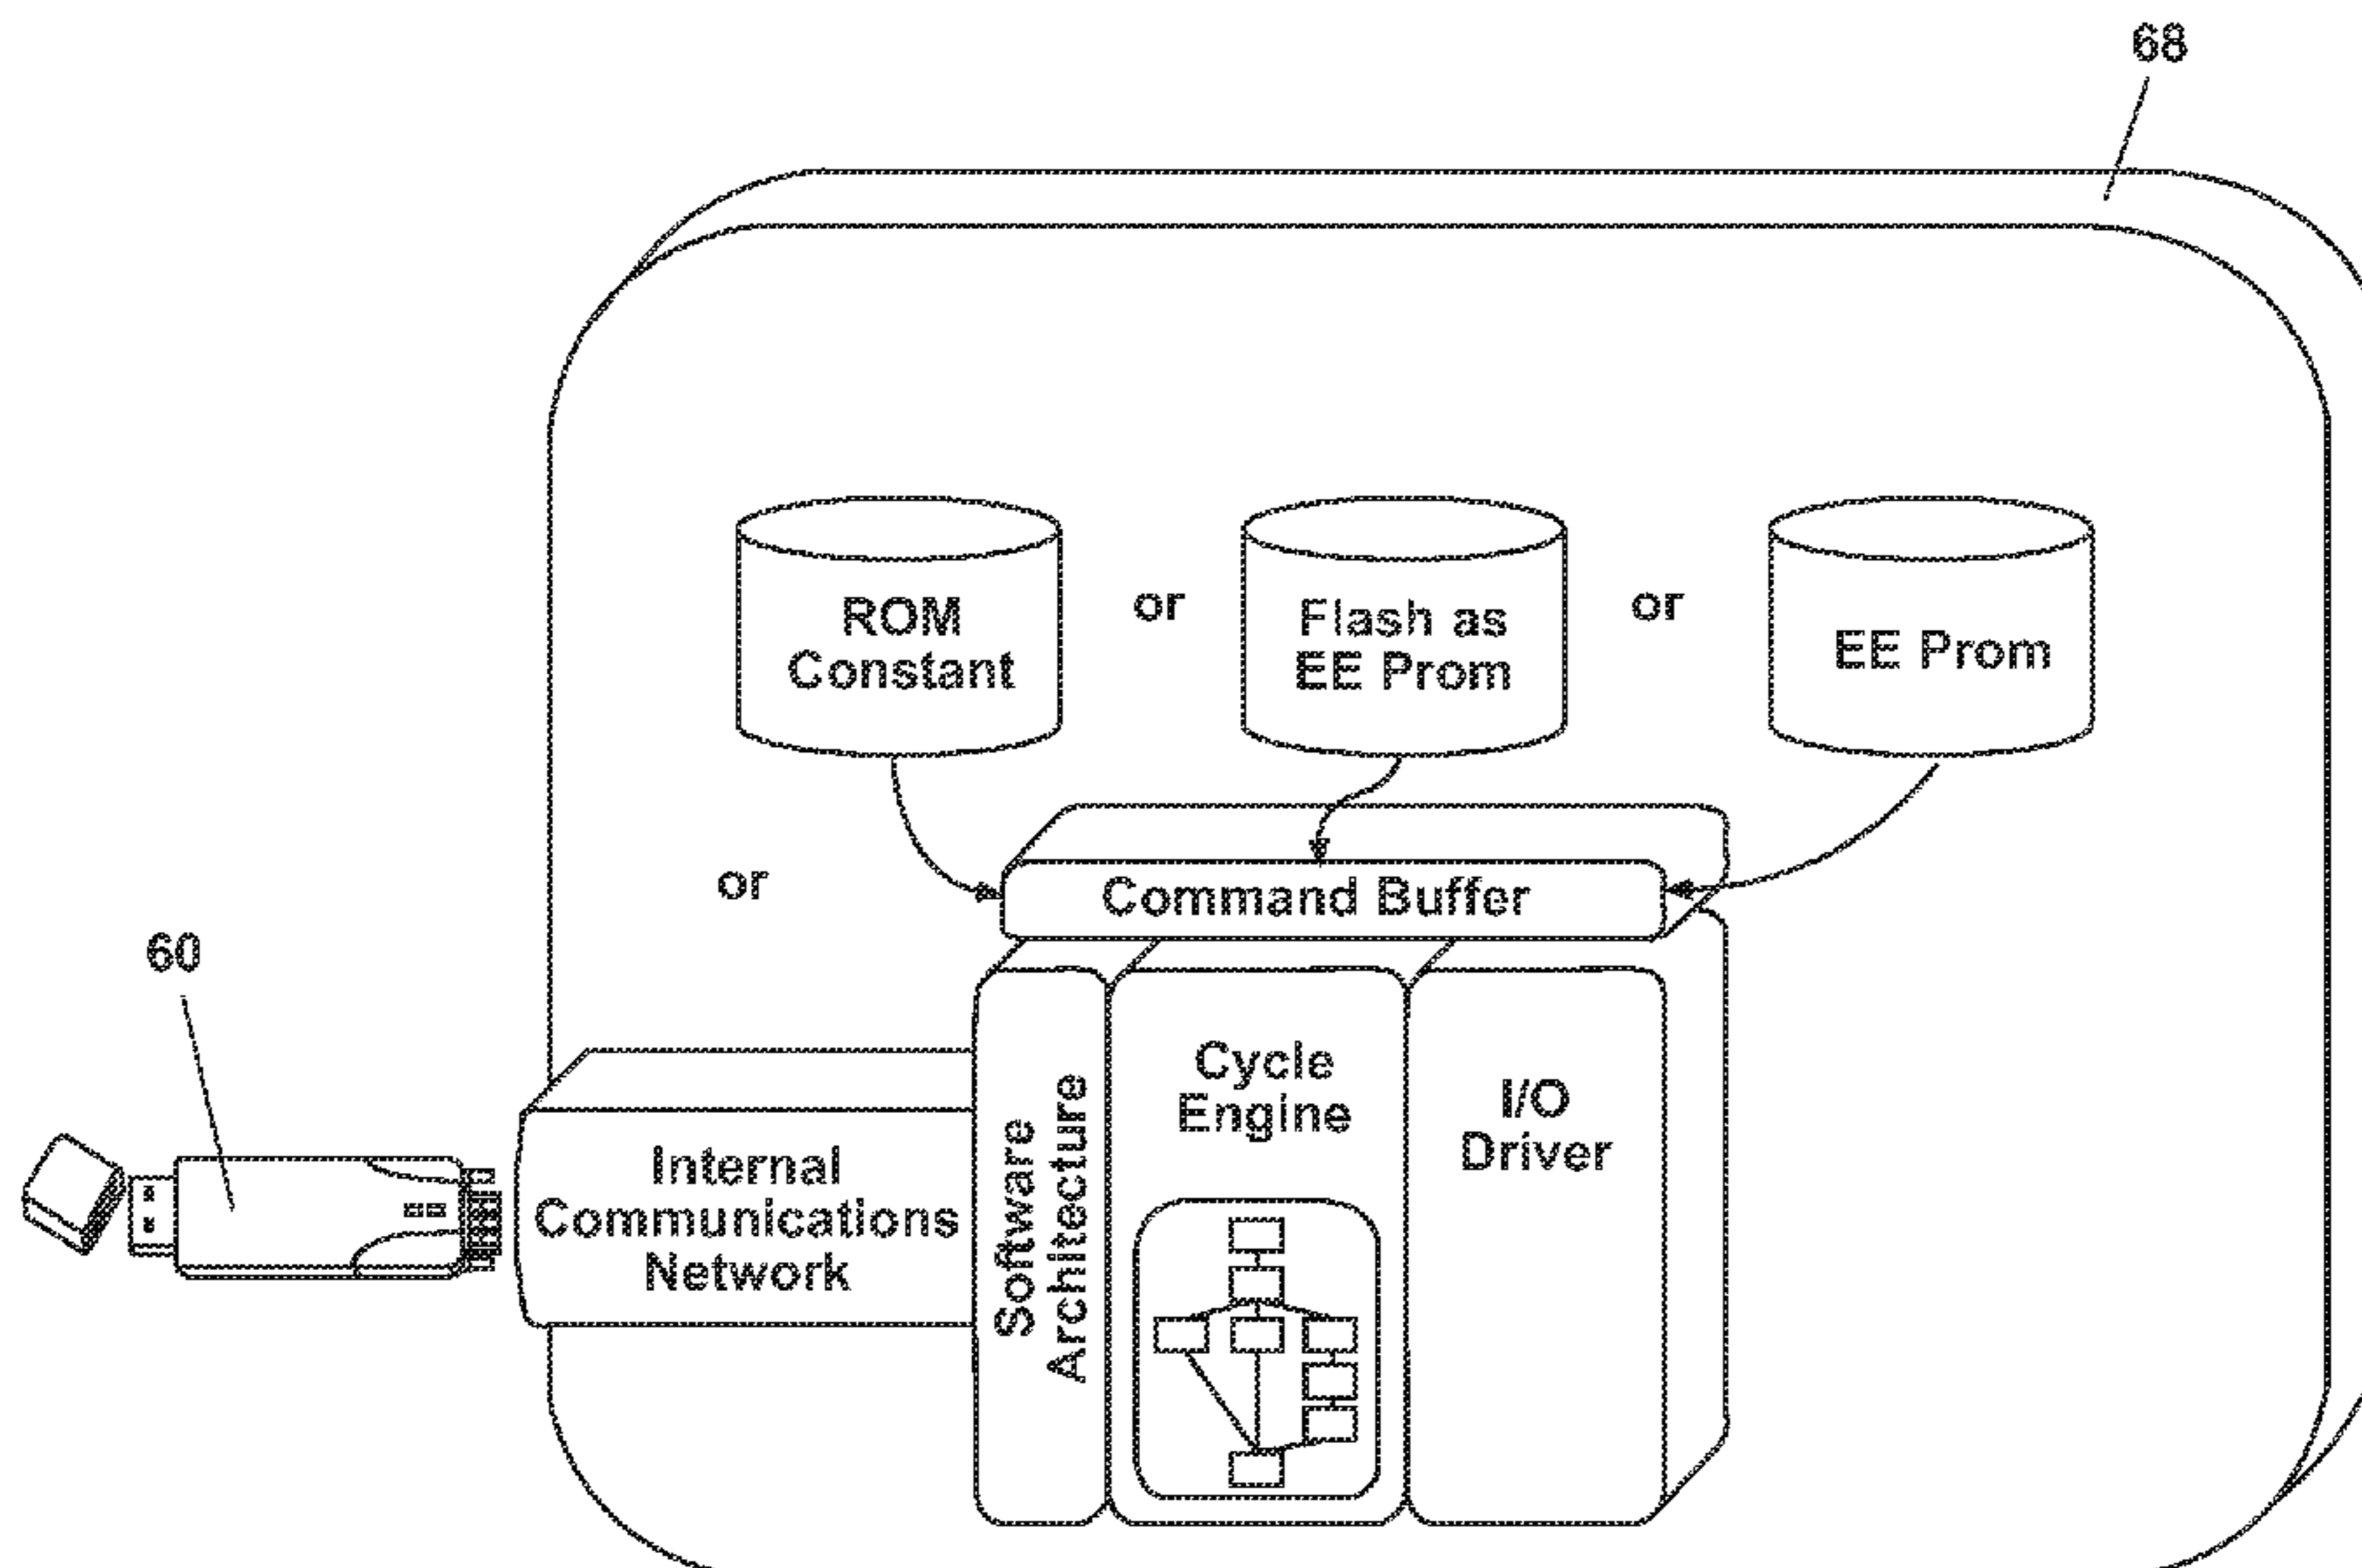 68
ROM
Constant
or
Flash as
EE Prom
or
EE Prom
or
Command Buffer
60
Internal
Communications
Network
Software
Architecture
Cycle
Engine
I/O
Driver